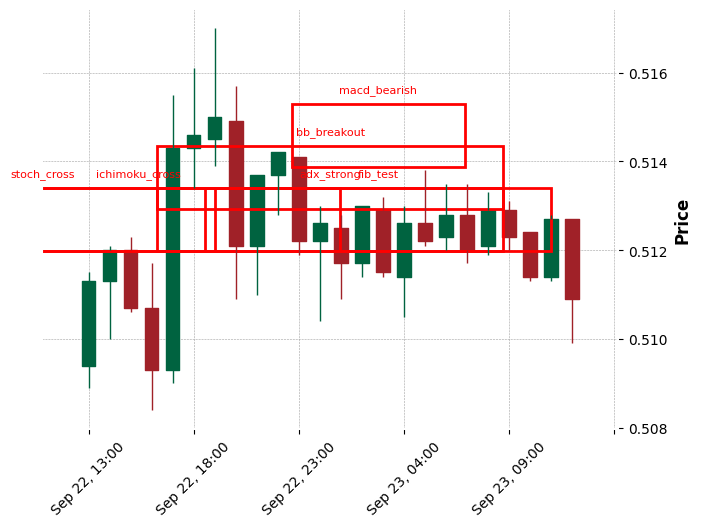 0.516
macd_bearish
bb_breakout
0.514
stoch_cross
ichimoku_cross
fib_test
0.512
Price
0.510
0.508
Sep 22, 13:00
Sep 22, 18:00
Sep 22, 23:00
Sep 23, 04:00
Sep 23, 09:00